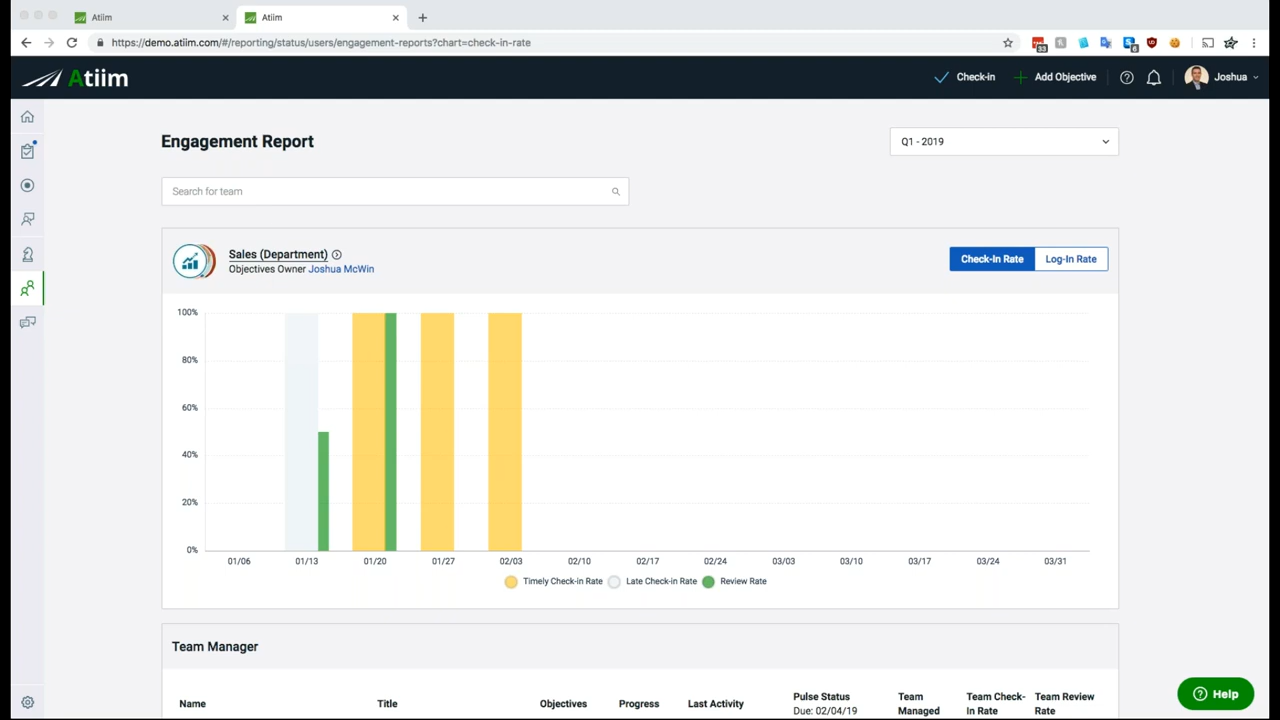 Atiim
Atiim
https://demo.atiim.com/#/reporting/status/users/engagement-reports?chart=check-in-rate
33
6
Atiim
Check-in
Add Objective
Joshua
Engagement Report
Q1 - 2019
Search for team
Sales (Department)
Objectives Owner Joshua McWin
Check-In Rate
Log-In Rate
100%
80%
60%
40%
20%
0%
01/06 01/13 01/20 01/27 02/03 02/10 02/17 02/24 03/03 03/10 03/17 03/24 03/31
Timely Check-in Rate Late Check-in Rate Review Rate
Team Manager
Name Title Objectives Progress Last Activity Pulse Status Due: 02/04/19 Team Managed Team Check-In Rate Team Review Rate
Help